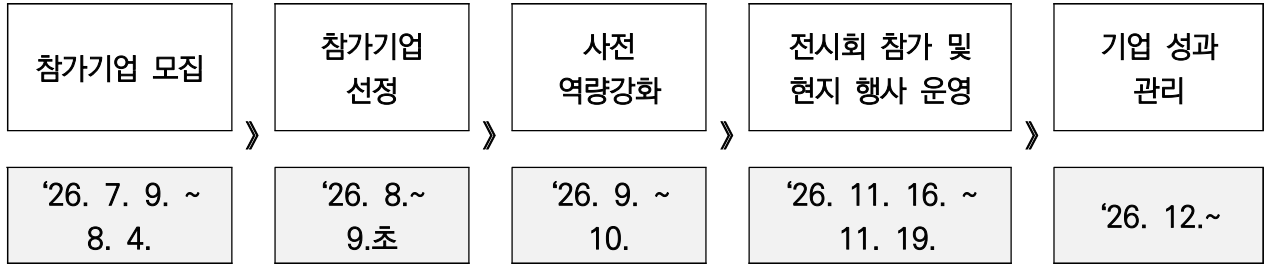 참가기업 모집
참가기업
선정
사전
역량강화
전시회 참가 및
현지 행사 운영
기업 성과
관리
》
》
》
》
‘26. 7. 9. ~
8. 4.
‘26. 8.~
9.초
‘26. 9. ~
10.
‘26. 11. 16. ~
11. 19.
‘26. 12.~